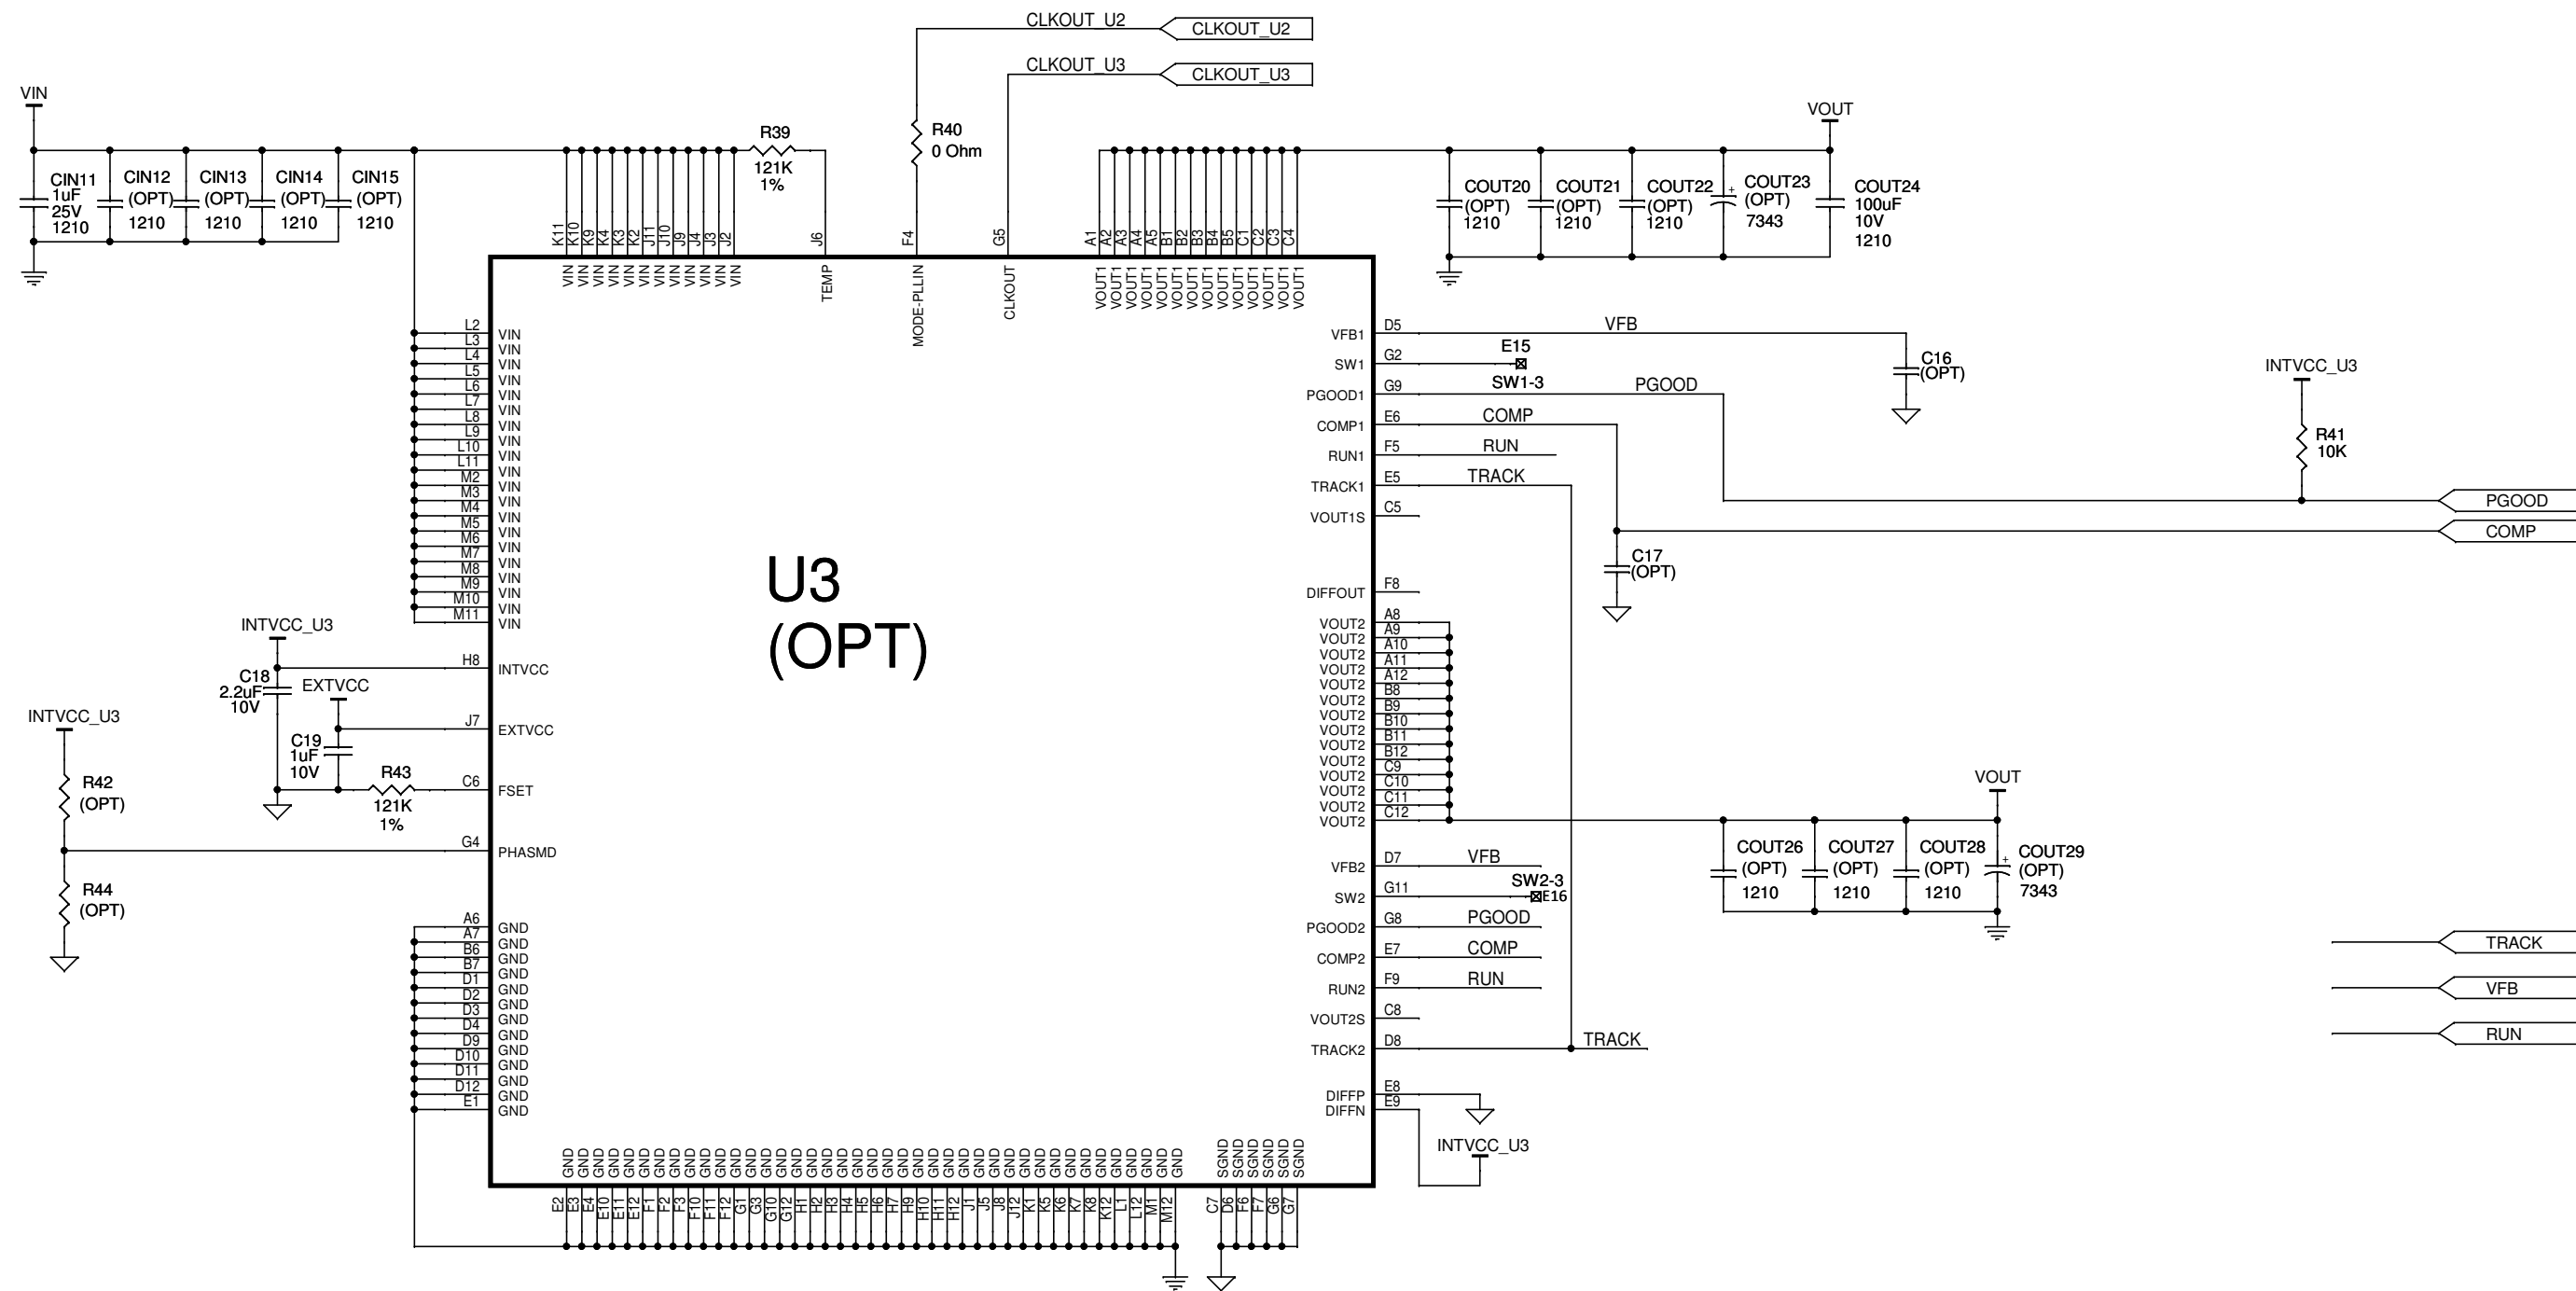 CLKOUT_U2
CLKOUT_U2
CLKOUT_U3
CLKOUT_U3
VIN
CIN11
1uF
25V
1210
CIN12
(OPT)
1210
CIN13
(OPT)
1210
CIN14
(OPT)
1210
CIN15
(OPT)
1210
R39
121K
1%
R40
0 Ohm
VOUT
COUT20
(OPT)
1210
COUT21
(OPT)
1210
COUT22
(OPT)
1210
+
COUT23
(OPT)
7343
COUT24
100uF
10V
1210
K11 K10 K9 K4 K3 K2 J11 J10 J9 J4 J3 J2
J6
F4
G5
A1 A2 A3 A4 A5 B1 B2 B3 B4 B5 C1 C2 C3 C4
VIN VIN VIN VIN VIN VIN VIN VIN VIN VIN VIN VIN
TEMP
MODE-PLLIN
CLKOUT
VOUT1 VOUT1 VOUT1 VOUT1 VOUT1 VOUT1 VOUT1 VOUT1 VOUT1 VOUT1 VOUT1 VOUT1 VOUT1 VOUT1
L2 VIN
L3 VIN
L4 VIN
L5 VIN
L6 VIN
L7 VIN
L8 VIN
L9 VIN
L10 VIN
L11 VIN
M2 VIN
M3 VIN
M4 VIN
M5 VIN
M6 VIN
M7 VIN
M8 VIN
M9 VIN
M10 VIN
M11 VIN
INTVCC_U3
H8 INTVCC
C18
2.2uF
10V
EXTVCC
J7 EXTVCC
C19
1uF
10V
R43
121K
1%
C6 FSET
INTVCC_U3
R42
(OPT)
G4 PHASMD
R44
(OPT)
A6 GND
A7 GND
B6 GND
B7 GND
D1 GND
D2 GND
D3 GND
D4 GND
D9 GND
D10 GND
D11 GND
D12 GND
E1 GND
U3
(OPT)
VFB1 D5 VFB
C16
(OPT)
SW1 G2
E15
SW1-3
PGOOD1 G9 PGOOD
COMP1 E6 COMP
RUN1 F5 RUN
TRACK1 E5 TRACK
VOUT1S C5
INTVCC_U3
R41
10K
PGOOD
COMP
C17
(OPT)
DIFFOUT F8
VOUT2 A8
VOUT2 A9
VOUT2 A10
VOUT2 A11
VOUT2 A12
VOUT2 B8
VOUT2 B9
VOUT2 B10
VOUT2 B11
VOUT2 B12
VOUT2 C9
VOUT2 C10
VOUT2 C11
VOUT2 C12
VOUT
COUT26
(OPT)
1210
COUT27
(OPT)
1210
COUT28
(OPT)
1210
+
COUT29
(OPT)
7343
VFB2 D7 VFB
SW2 G11
SW2-3
E16
PGOOD2 G8 PGOOD
COMP2 E7 COMP
RUN2 F9 RUN
VOUT2S C8
TRACK2 D8 TRACK
DIFFP E8
DIFFN E9
INTVCC_U3
TRACK
VFB
RUN
GND GND GND GND GND GND GND GND GND GND GND GND GND GND GND GND GND GND GND GND GND GND GND GND GND GND GND GND GND GND GND GND GND GND GND GND GND GND GND GND GND
SGND SGND SGND SGND SGND SGND
E2 E3 E4 E10 E11 E12 F1 F2 F3 F10 F11 F12 G1 G3 G10 G12 H1 H2 H3 H4 H5 H6 H7 H9 H10 H11 H12 J1 J5 J8 J12 K1 K5 K6 K7 K8 K12 L1 L12 M1 M12
C7 D6 F6 F7 G6 G7